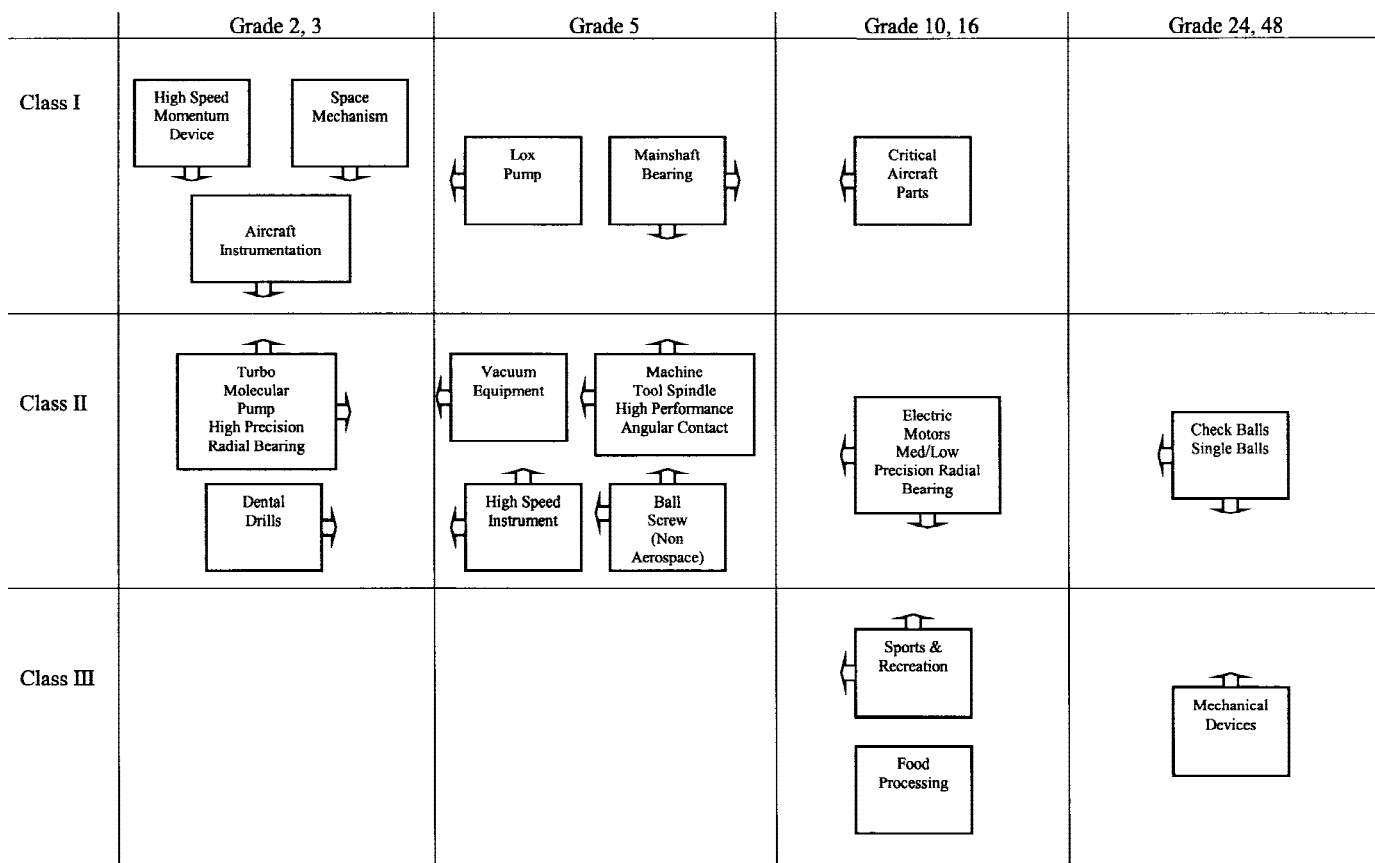 Grade 2, 3
Grade 5
Grade 10, 16
Grade 24, 48
Class I
High Speed
Momentum
Device
Space
Mechanism
Aircraft
Instrumentation
Lox
Pump
Mainshaft
Bearing
Critical
Aircraft
Parts
Class II
Turbo
Molecular
Pump
High Precision
Radial Bearing
Dental
Drills
Vacuum
Equipment
Machine
Tool Spindle
High Performance
Angular Contact
High Speed
Instrument
Ball
Screw
(Non
Aerospace)
Electric
Motors
Med/Low
Precision Radial
Bearing
Check Balls
Single Balls
Class III
Sports &
Recreation
Food
Processing
Mechanical
Devices